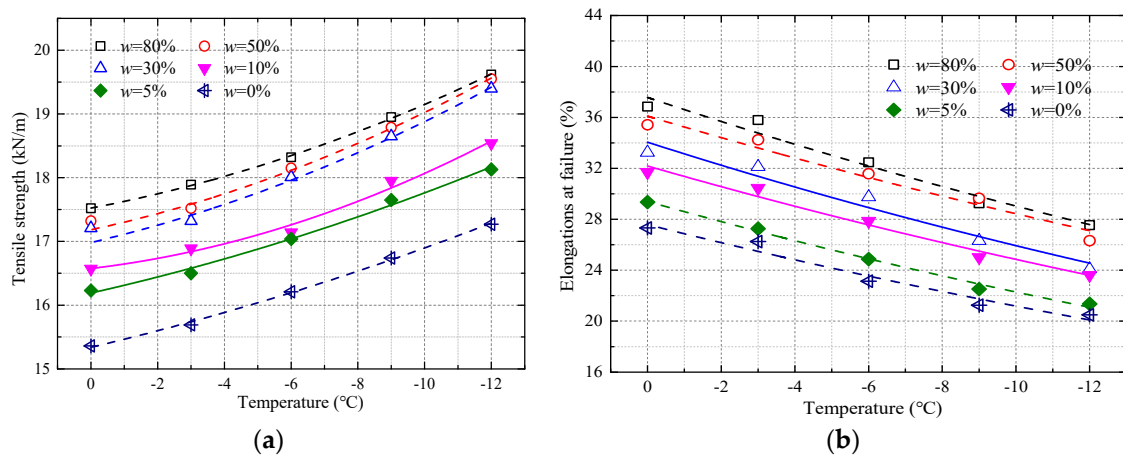 20
19
18
17
16
15
Tensile strength (kN/m)
w=80% w=50%
w=30% w=10%
w=5% w=0%
0 -2 -4 -6 -8 -10 -12
Temperature (℃)
(a)
44
40
36
32
28
24
20
16
Elongations at failure (%)
w=80% w=50%
w=30% w=10%
w=5% w=0%
0 -2 -4 -6 -8 -10 -12
Temperature (℃)
(b)